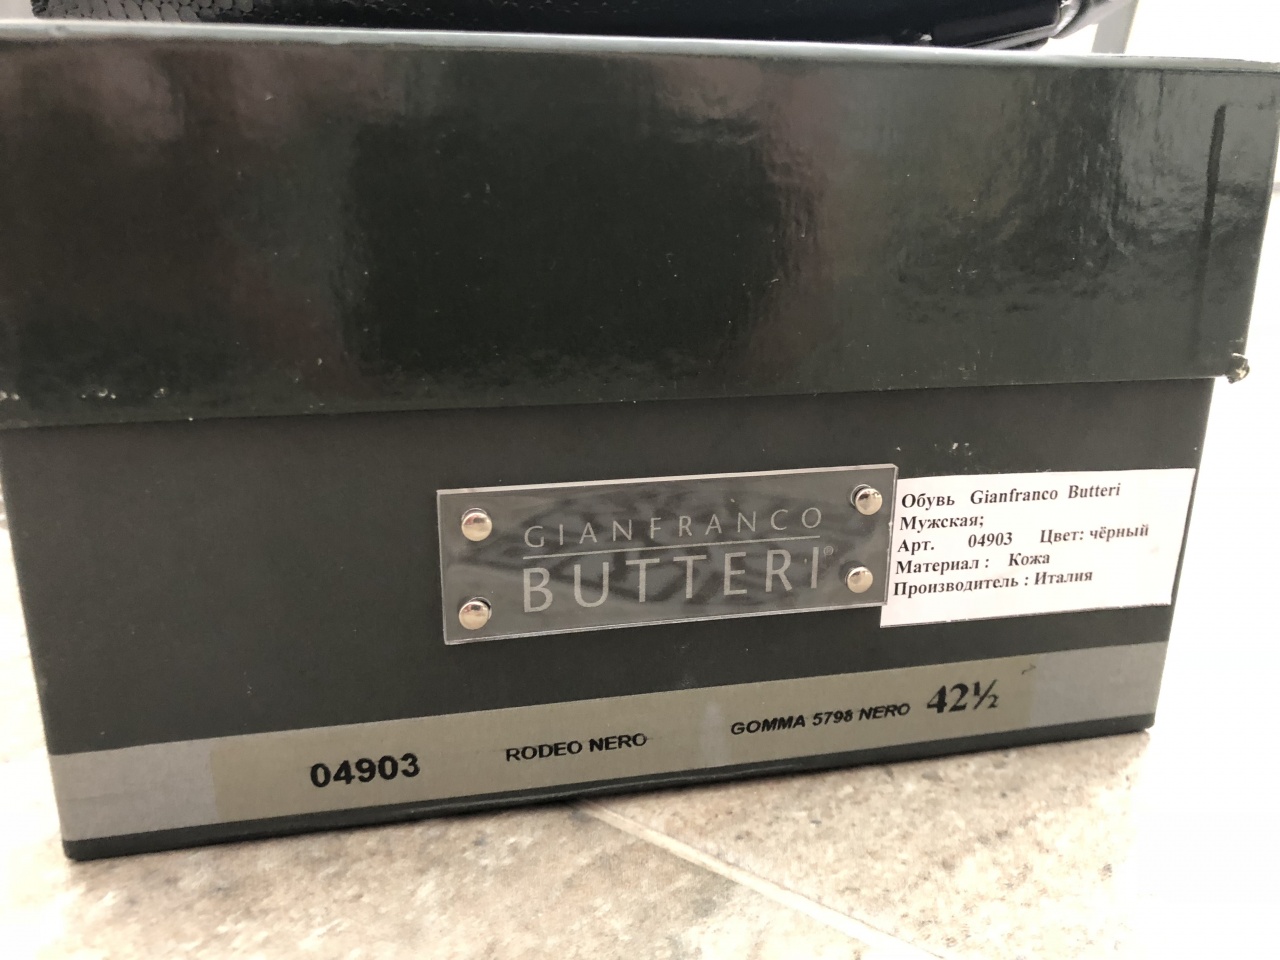 GIANFRANCO
BUTTERI®
Обувь Gianfranco Butteri
Мужская;
Арт. 04903 Цвет: чёрный
Материал : Кожа
Производитель : Италия
04903 RODEO NERO GOMMA 5798 NERO 42½